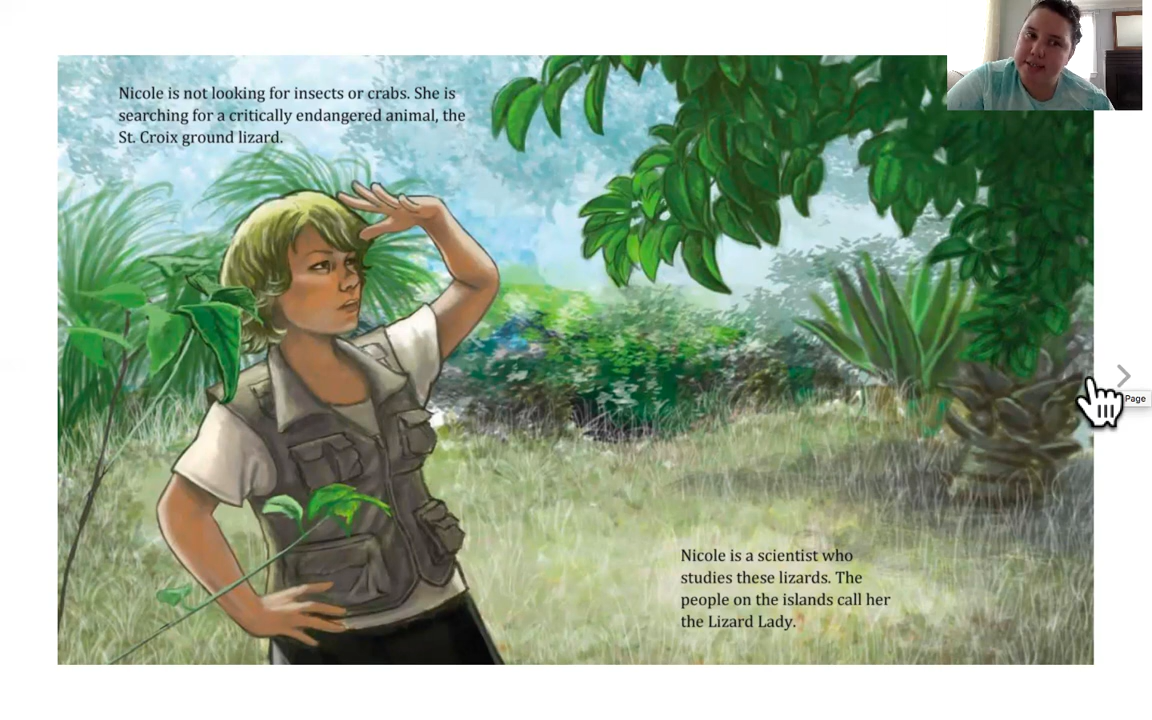 Nicole is not looking for insects or crabs. She is
searching for a critically endangered animal, the
St. Croix ground lizard.
Page
Nicole is a scientist who
studies these lizards. The
people on the islands call her
the Lizard Lady.